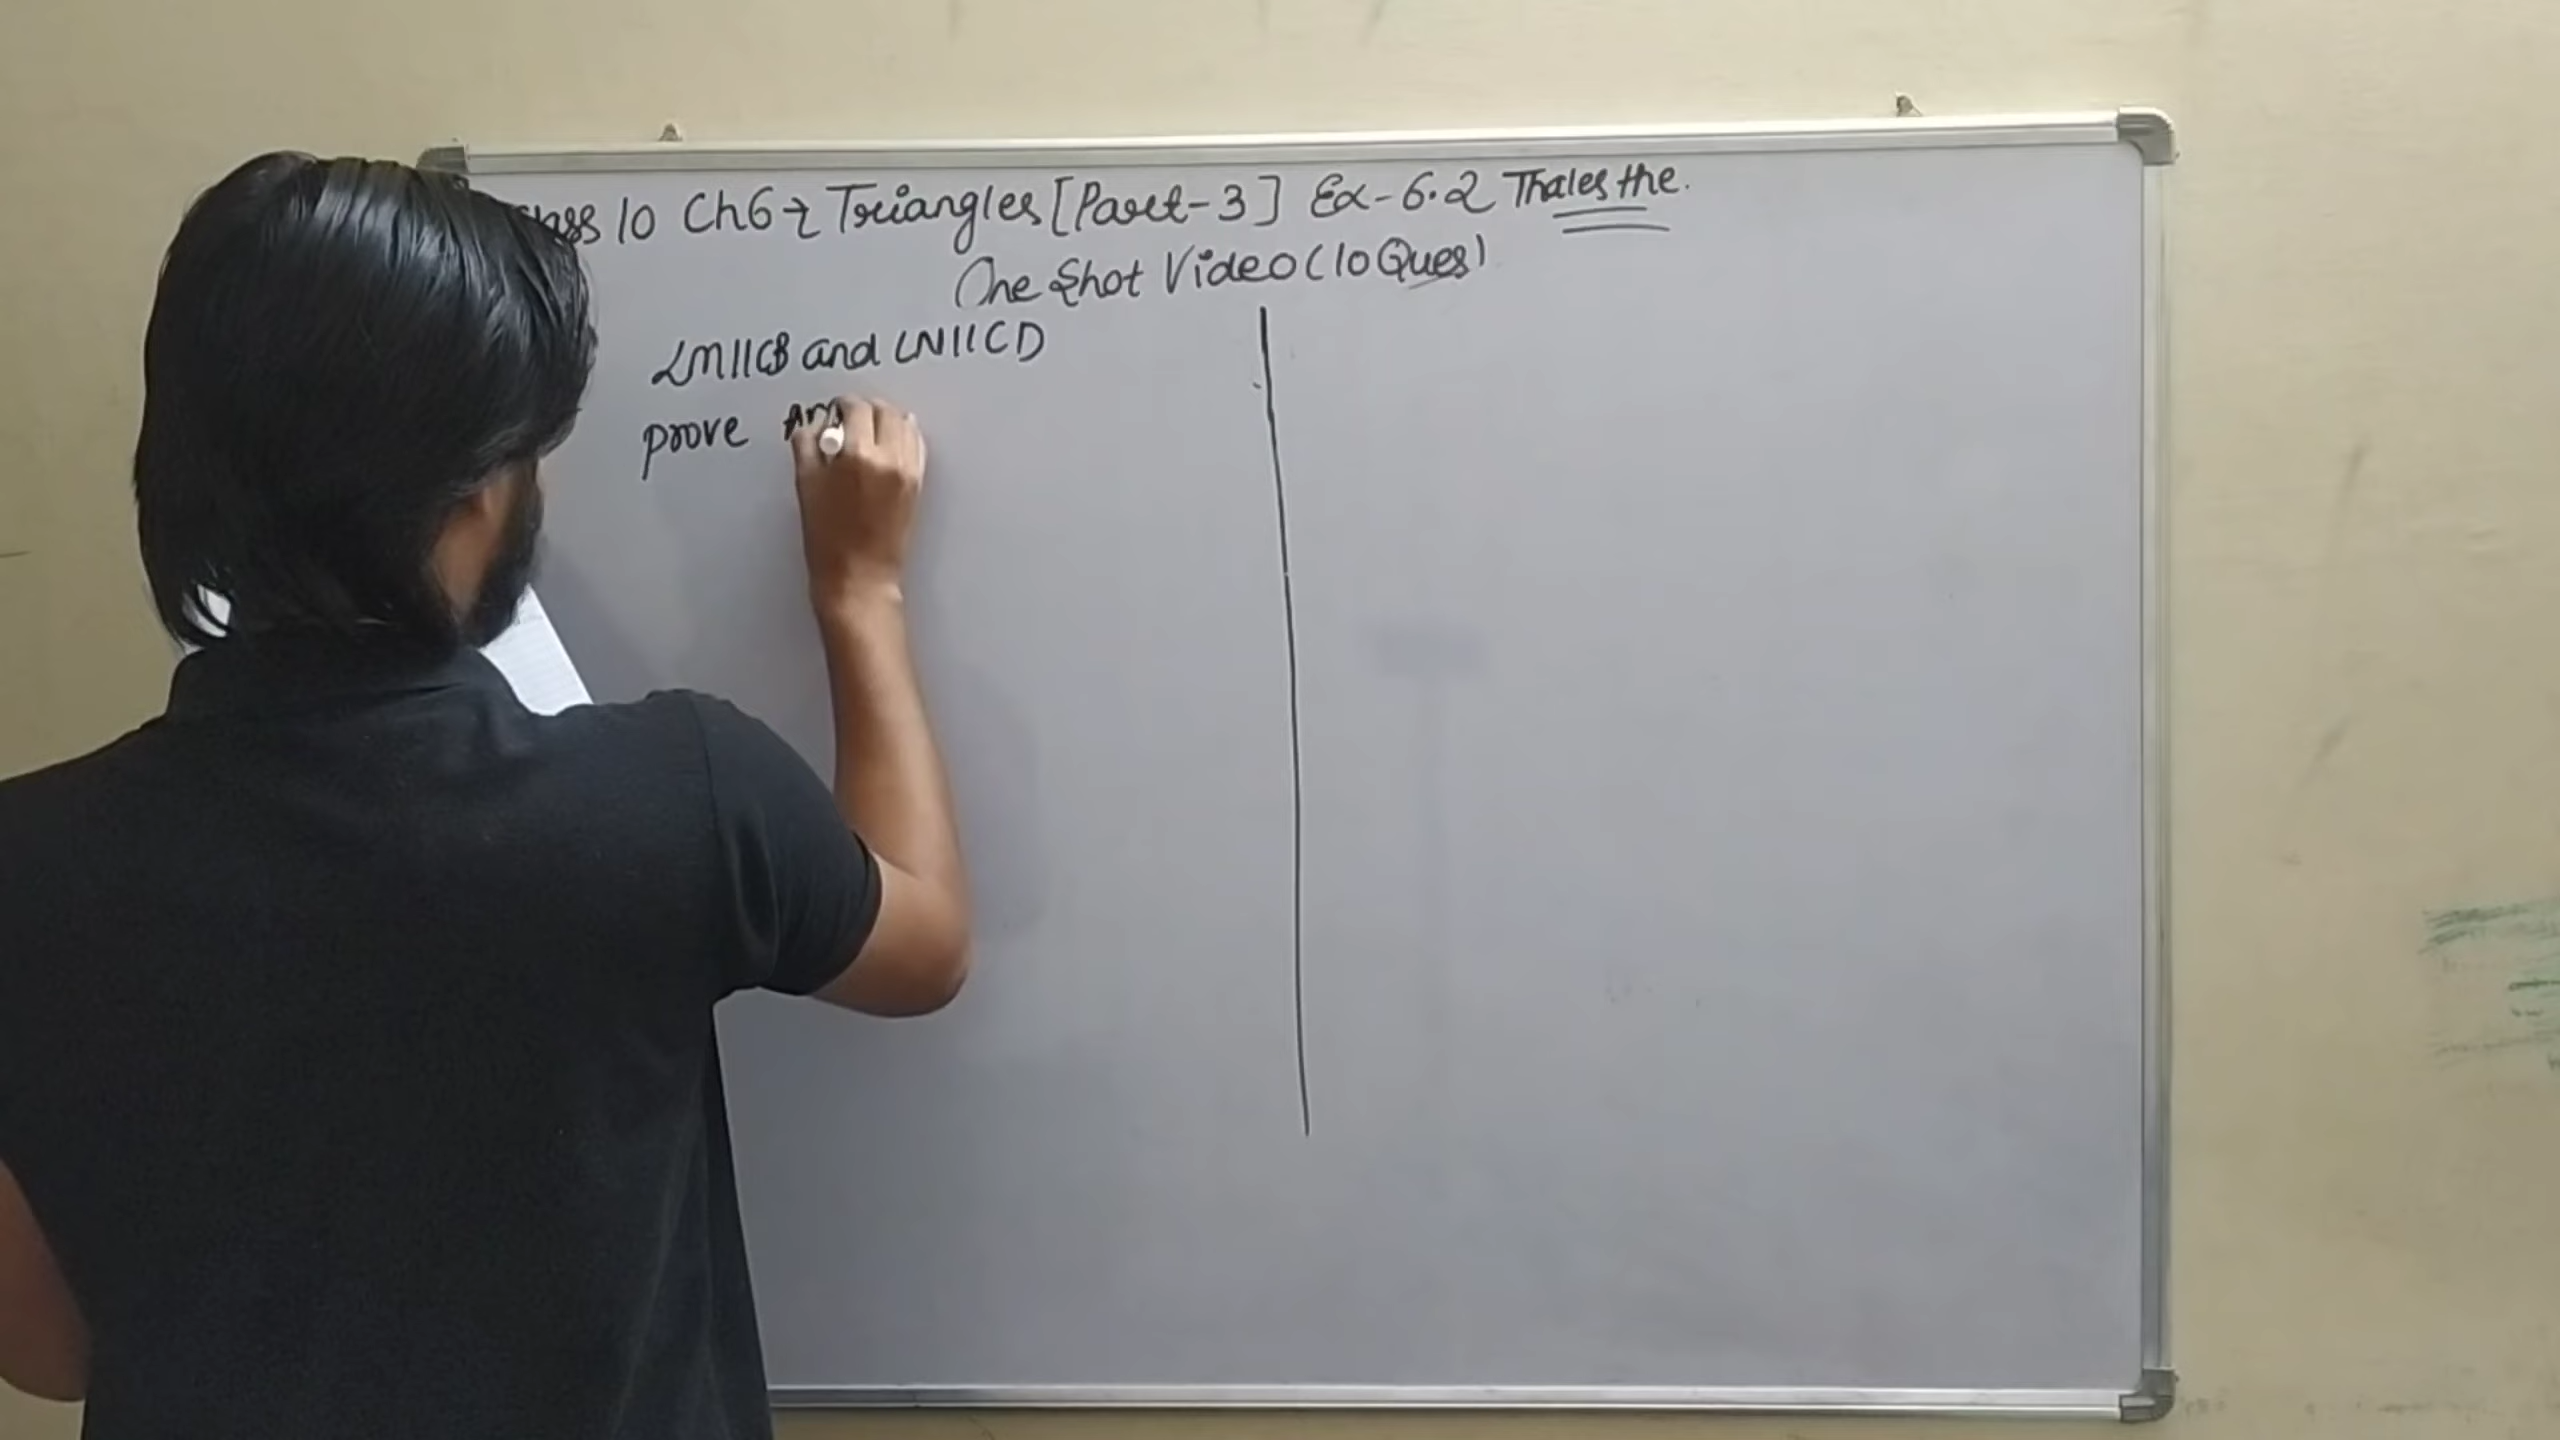 10 Ch6 → Triangles [Part-3] Ex-6.2 Thales the.
One Shot Video (10 Ques)
LM||CB and LN||CD
prove